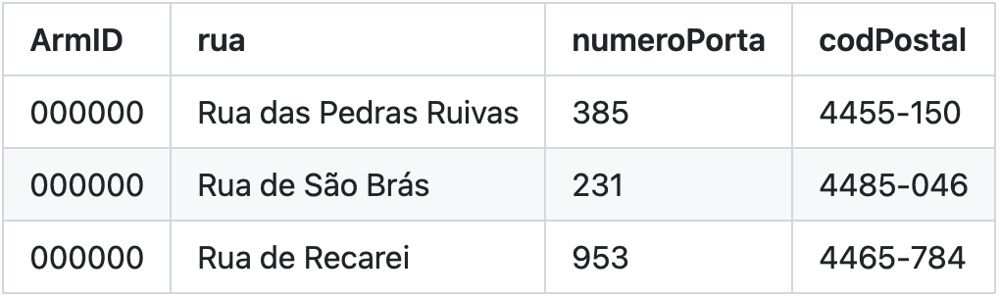 ArmID rua numeroPorta codPostal
000000 Rua das Pedras Ruivas 385 4455-150
000000 Rua de São Brás 231 4485-046
000000 Rua de Recarei 953 4465-784